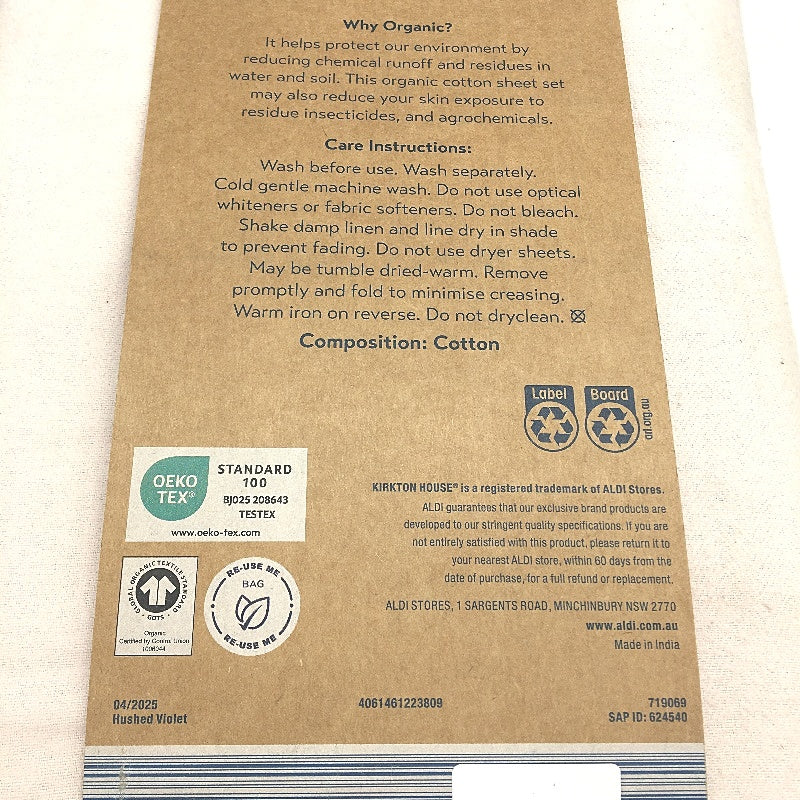 Why Organic?
It helps protect our environment by
reducing chemical runoff and residues in
water and soil. This organic cotton sheet set
may also reduce your skin exposure to
residue insecticides, and agrochemicals.
Care Instructions:
Wash before use. Wash separately.
Cold gentle machine wash. Do not use optical
whiteners or fabric softeners. Do not bleach.
Shake damp linen and line dry in shade
to prevent fading. Do not use dryer sheets.
May be tumble dried-warm. Remove
promptly and fold to minimise creasing.
Warm iron on reverse. Do not dryclean.
Composition: Cotton
Label Board
arl.org.au
OEKO
TEX®
STANDARD
100
BJ025 208643
TESTEX
www.oeko-tex.com
GLOBAL ORGANIC TEXTILE STANDARD
GOTS
Organic
Certified by Control Union
1006044
RE-USE ME
BAG
RE-USE ME
KIRKTON HOUSE® is a registered trademark of ALDI Stores.
ALDI guarantees that our exclusive brand products are
developed to our stringent quality specifications. If you are
not entirely satisfied with this product, please return it to
your nearest ALDI store, within 60 days from the
date of purchase, for a full refund or replacement.
ALDI STORES, 1 SARGENTS ROAD, MINCHINBURY NSW 2770
www.aldi.com.au
Made in India
04/2025
Hushed Violet
4061461223809
719069
SAP ID: 624540